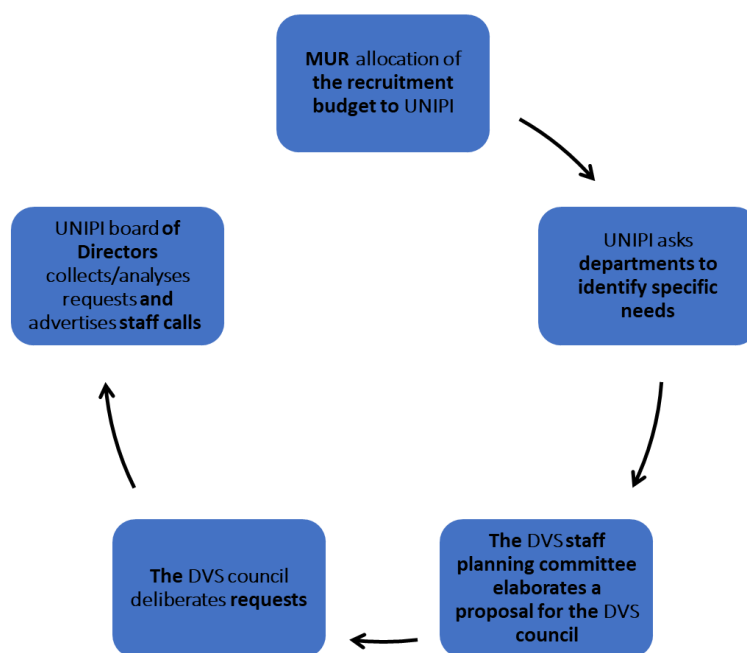 MUR allocation of
the recruitment
budget to UNIPI
UNIPI asks
departments to
identify specific
needs
The DVS staff
planning committee
elaborates a
proposal for the DVS
council
The DVS council
deliberates requests
UNIPI board of
Directors
collects/analyses
requests and
advertises staff calls